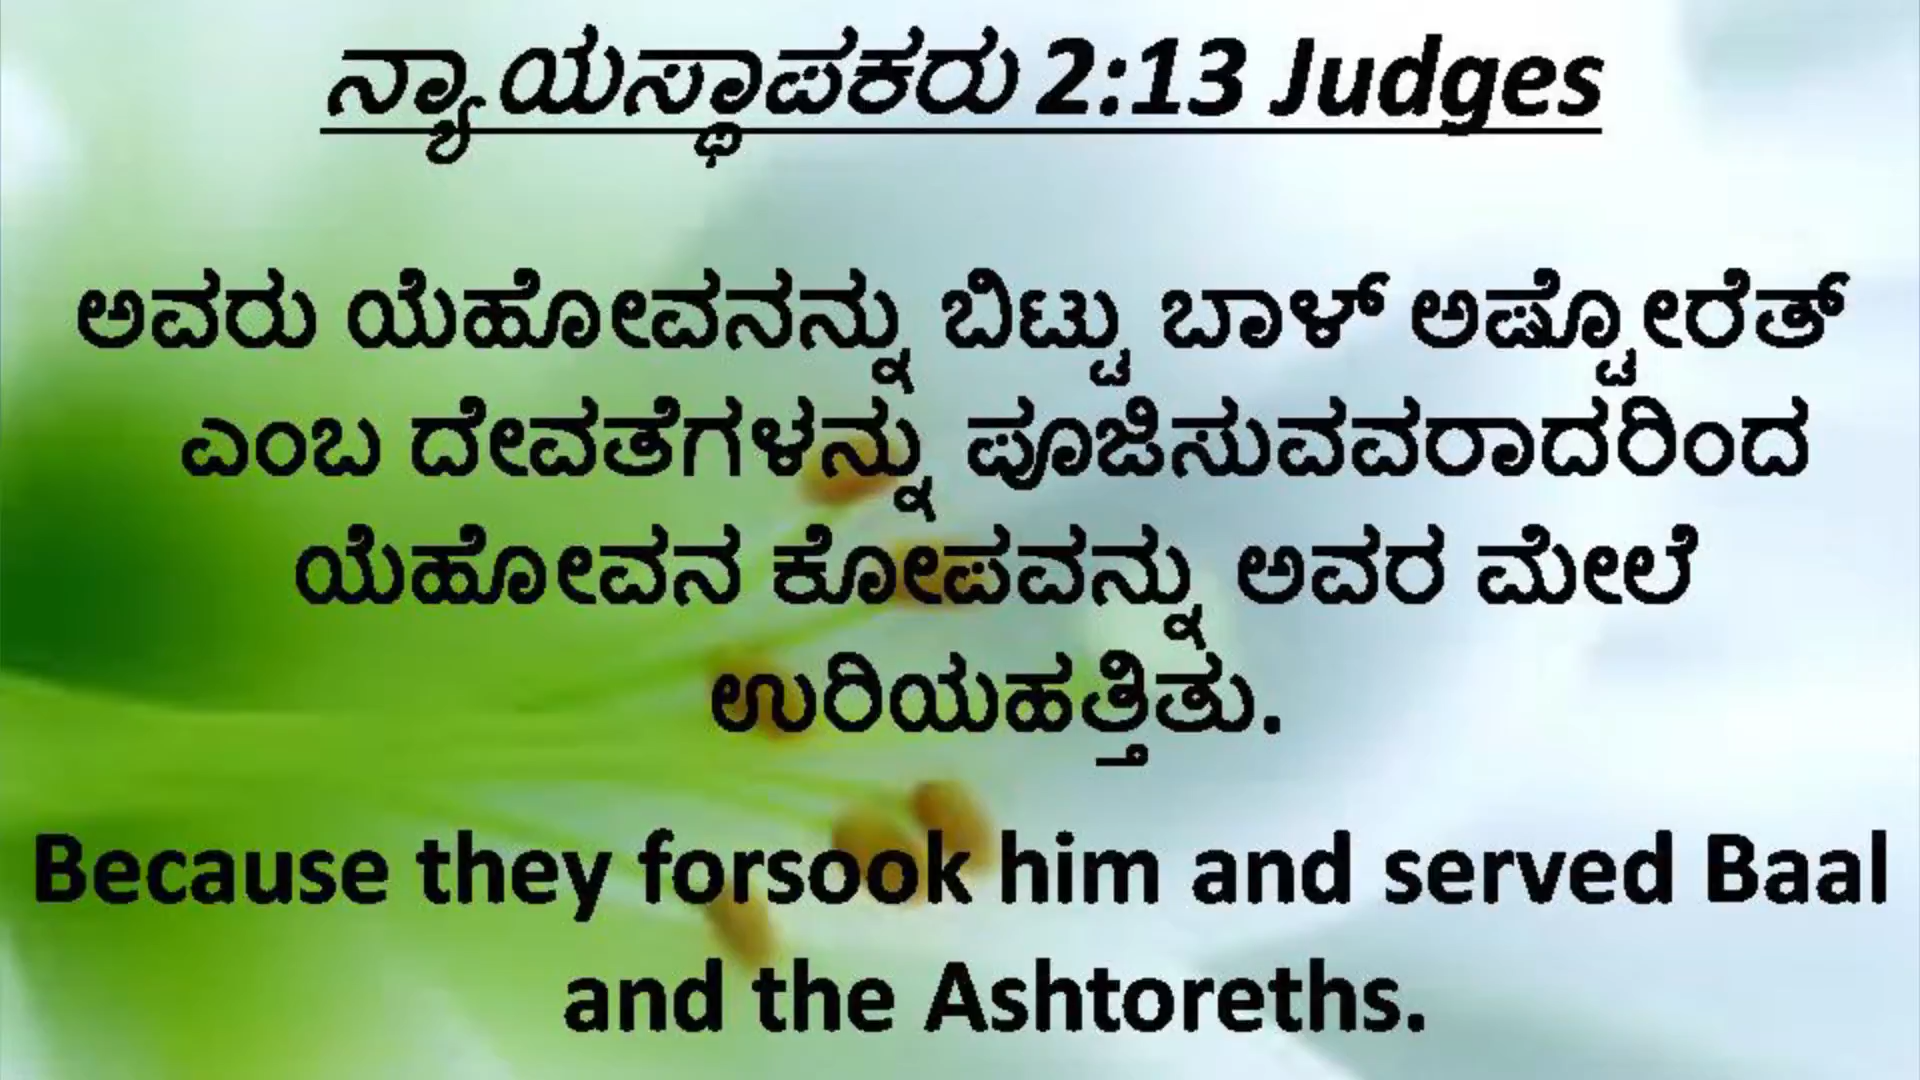 ನ್ಯಾಯಸ್ಥಾಪಕರು 2:13 Judges
ಅವರು ಯೆಹೋವನನ್ನು ಬಿಟ್ಟು ಬಾಳ್ ಅಷ್ಟೊೇರೆತ್
ಎಂಬ ದೇವತೆಗಳನ್ನು ಪೂಜಿಸುವವರಾದರಿಂದ
ಯೆಹೋವನ ಕೋಪವನ್ನು ಅವರ ಮೇಲೆ
ಉರಿಯಹತ್ತಿತು.
Because they forsook him and served Baal
and the Ashtoreths.